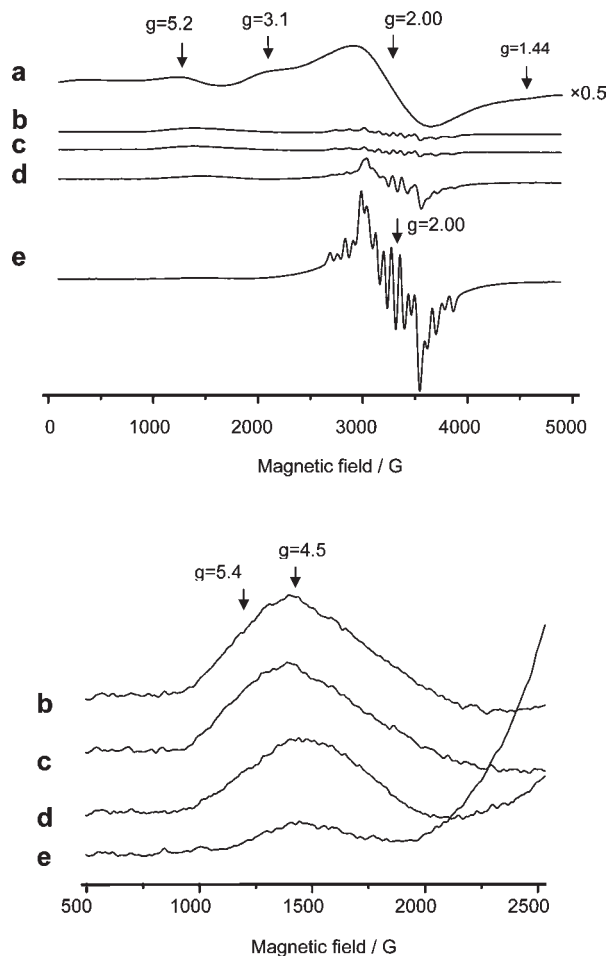 g=5.2
g=3.1
g=2.00
g=1.44
a
×0.5
b
c
d
g=2.00
e
0 1000 2000 3000 4000 5000
Magnetic field / G
g=5.4
g=4.5
b
c
d
e
500 1000 1500 2000 2500
Magnetic field / G